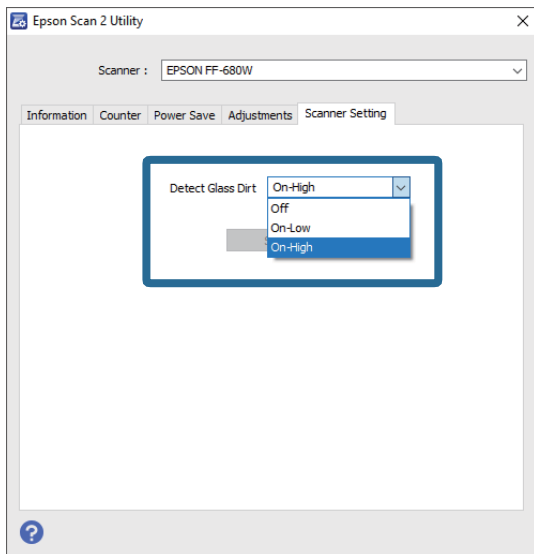 Epson Scan 2 Utility
Scanner : EPSON FF-680W
Information Counter Power Save Adjustments Scanner Setting
Detect Glass Dirt On-High
Off
On-Low
On-High
?